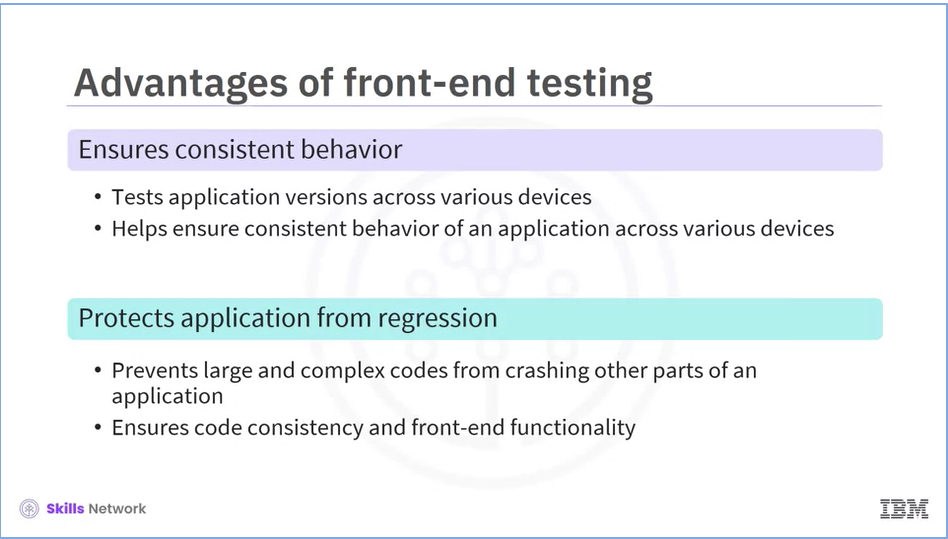 Advantages of front-end testing
Ensures consistent behavior
• Tests application versions across various devices
• Helps ensure consistent behavior of an application across various devices
Protects application from regression
• Prevents large and complex codes from crashing other parts of an
application
• Ensures code consistency and front-end functionality
Skills Network
IBM